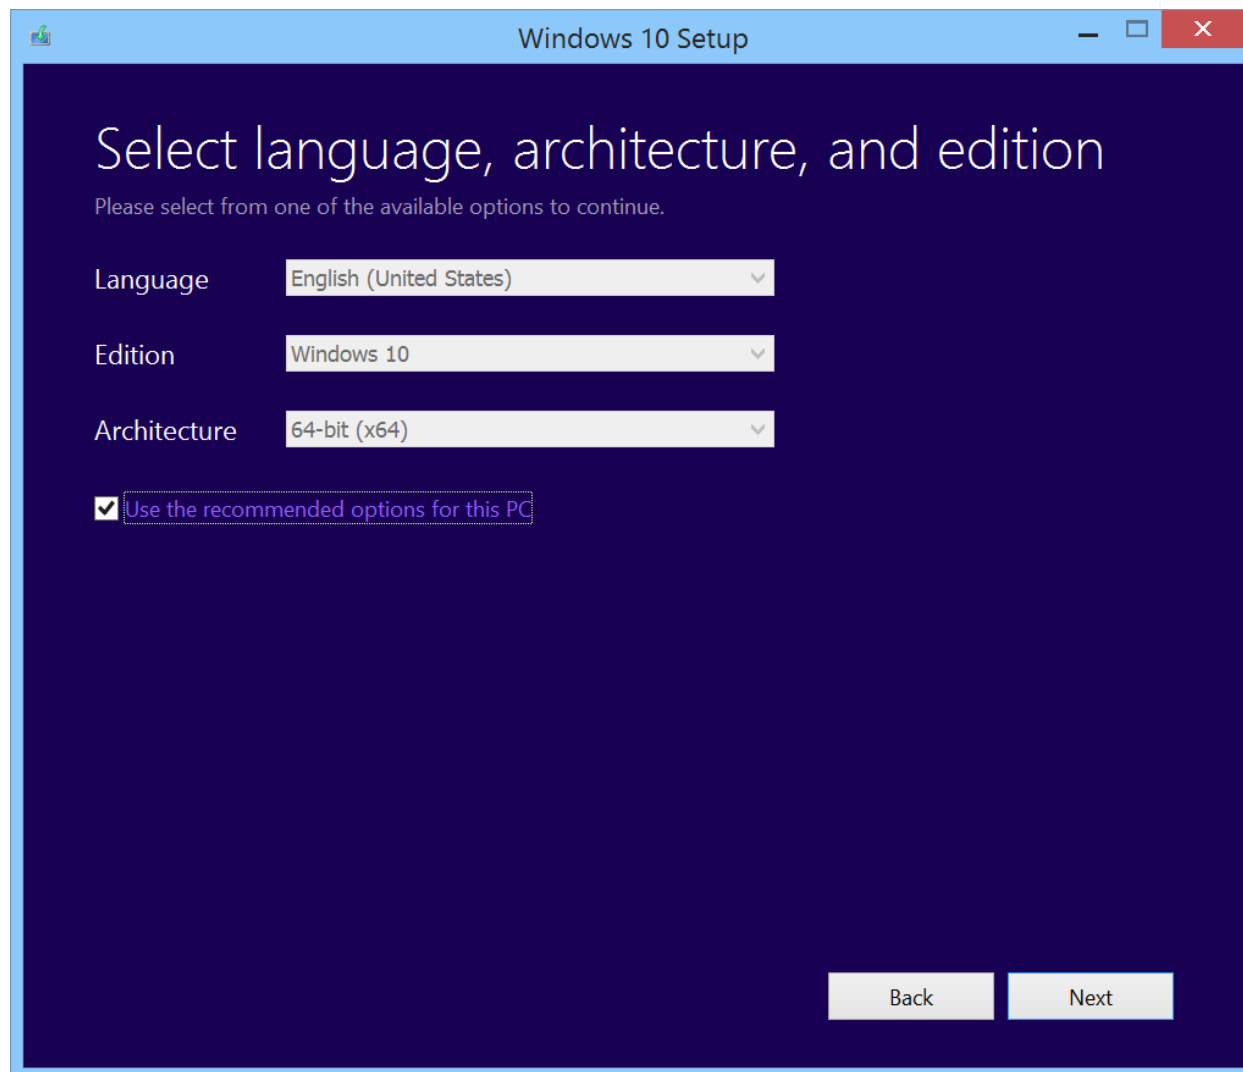 Windows 10 Setup
Select language, architecture, and edition
Please select from one of the available options to continue.
Language English (United States)
Edition Windows 10
Architecture 64-bit (x64)
Use the recommended options for this PC
Back Next